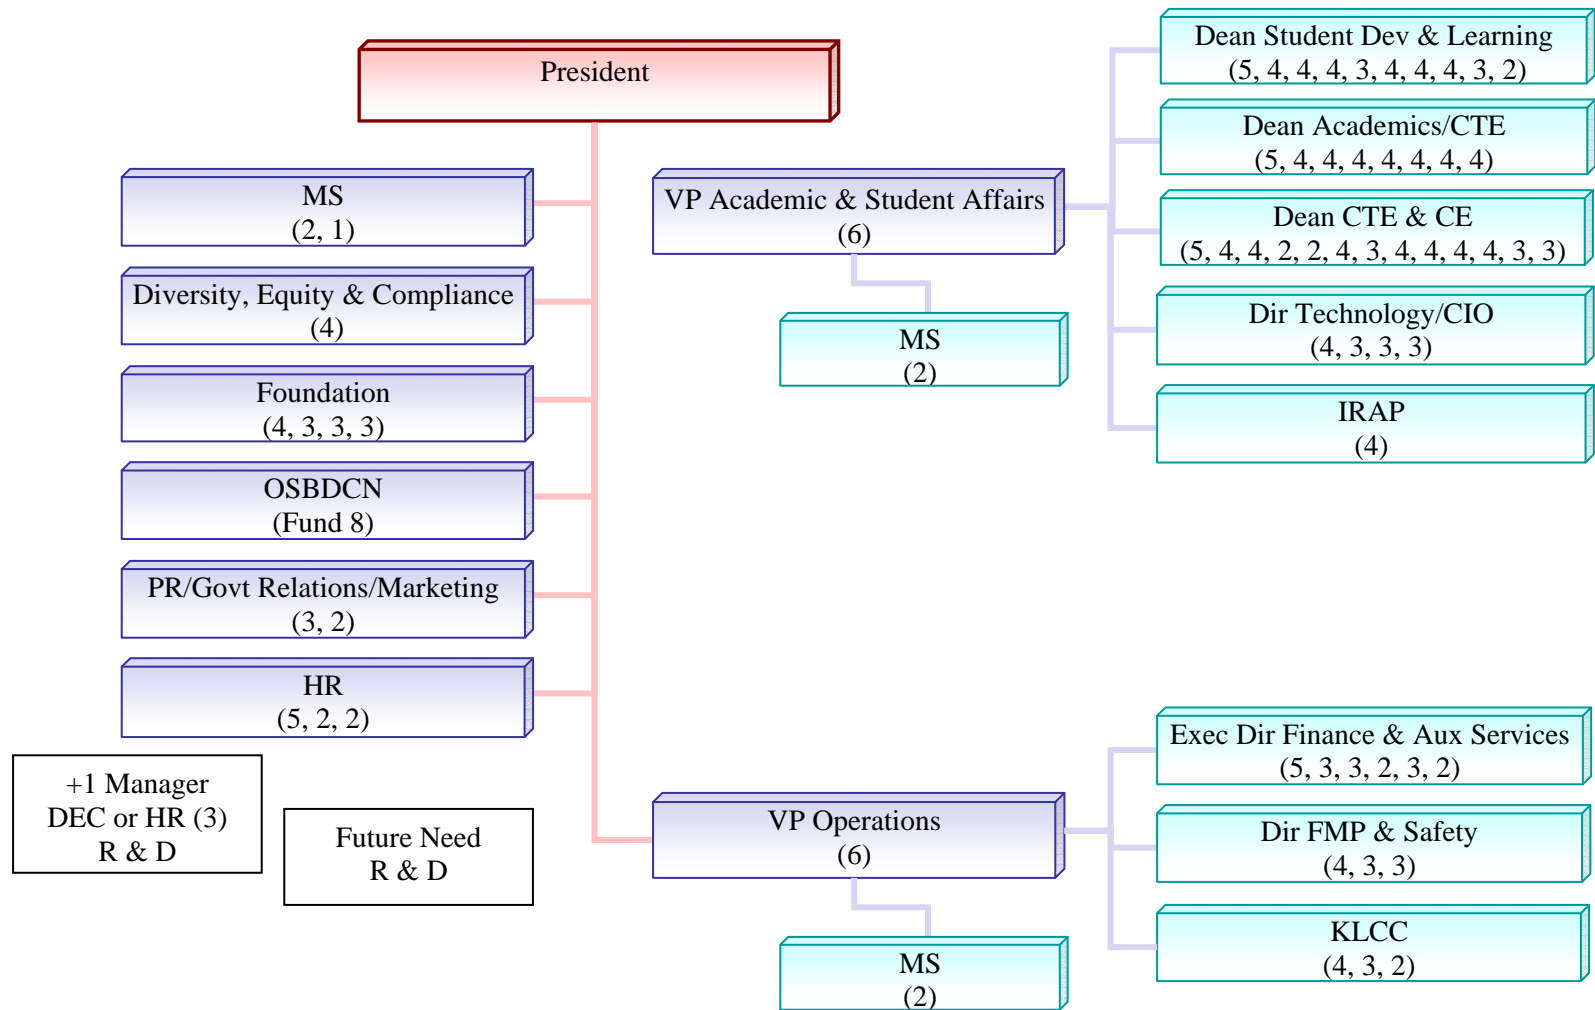 President
MS
(2, 1)
Diversity, Equity & Compliance
(4)
Foundation
(4, 3, 3, 3)
OSBDCN
(Fund 8)
PR/Govt Relations/Marketing
(3, 2)
HR
(5, 2, 2)
+1 Manager
DEC or HR (3)
R & D
Future Need
R & D
VP Academic & Student Affairs
(6)
MS
(2)
Dean Student Dev & Learning
(5, 4, 4, 4, 3, 4, 4, 4, 3, 2)
Dean Academics/CTE
(5, 4, 4, 4, 4, 4, 4, 4)
Dean CTE & CE
(5, 4, 4, 2, 2, 4, 3, 4, 4, 4, 4, 3, 3)
Dir Technology/CIO
(4, 3, 3, 3)
IRAP
(4)
VP Operations
(6)
MS
(2)
Exec Dir Finance & Aux Services
(5, 3, 3, 2, 3, 2)
Dir FMP & Safety
(4, 3, 3)
KLCC
(4, 3, 2)